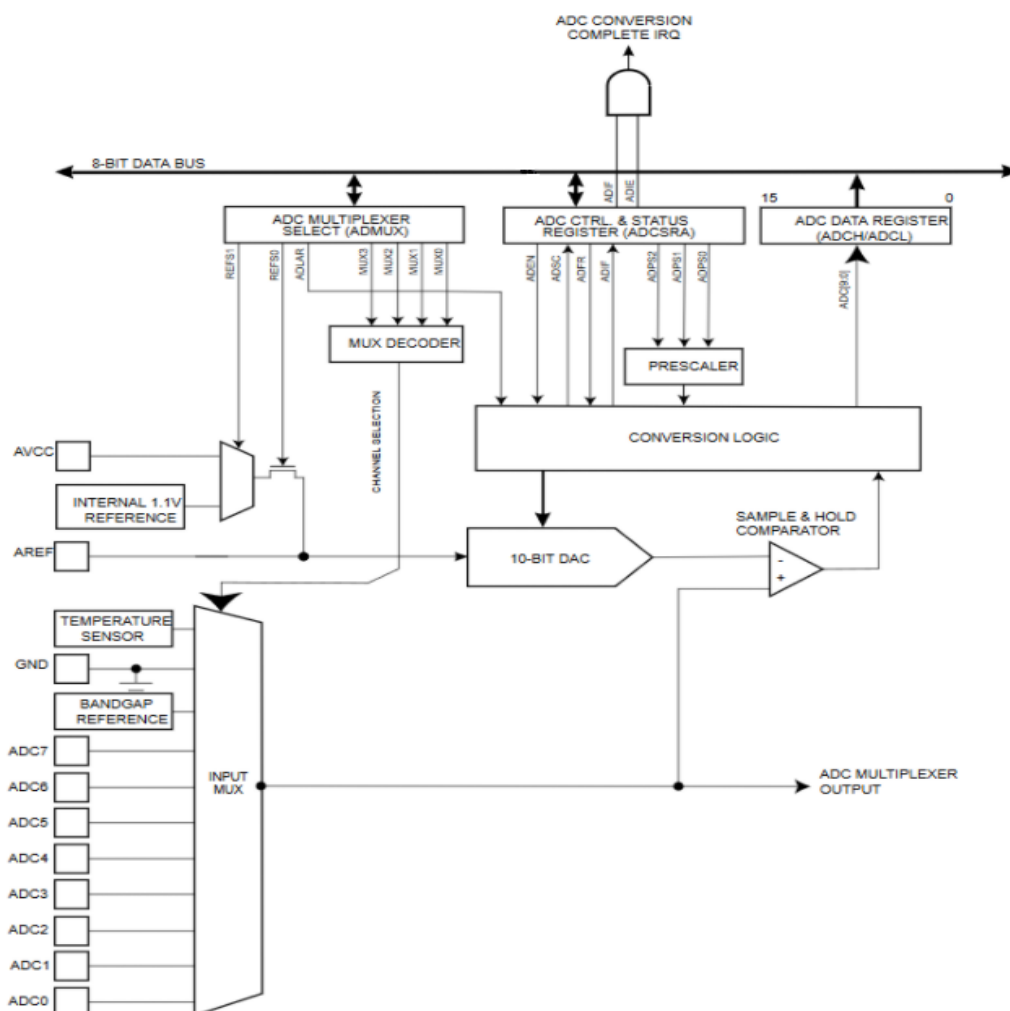 ADC CONVERSION
COMPLETE IRQ
8-BIT DATA BUS
ADIF
ADIE
15
0
ADC MULTIPLEXER
SELECT (ADMUX)
ADC CTRL. & STATUS
REGISTER (ADCSRA)
ADC DATA REGISTER
(ADCH/ADCL)
REFS1
REFS0
ADLAR
MUX3
MUX2
MUX1
MUX0
ADEN
ADSC
ADFR
ADIF
ADPS2
ADPS1
ADPS0
ADC[9:0]
MUX DECODER
PRESCALER
CHANNEL SELECTION
CONVERSION LOGIC
AVCC
INTERNAL 1.1V
REFERENCE
SAMPLE & HOLD
COMPARATOR
AREF
10-BIT DAC
-
+
TEMPERATURE
SENSOR
GND
BANDGAP
REFERENCE
ADC7
ADC6
INPUT
MUX
ADC MULTIPLEXER
OUTPUT
ADC5
ADC4
ADC3
ADC2
ADC1
ADC0